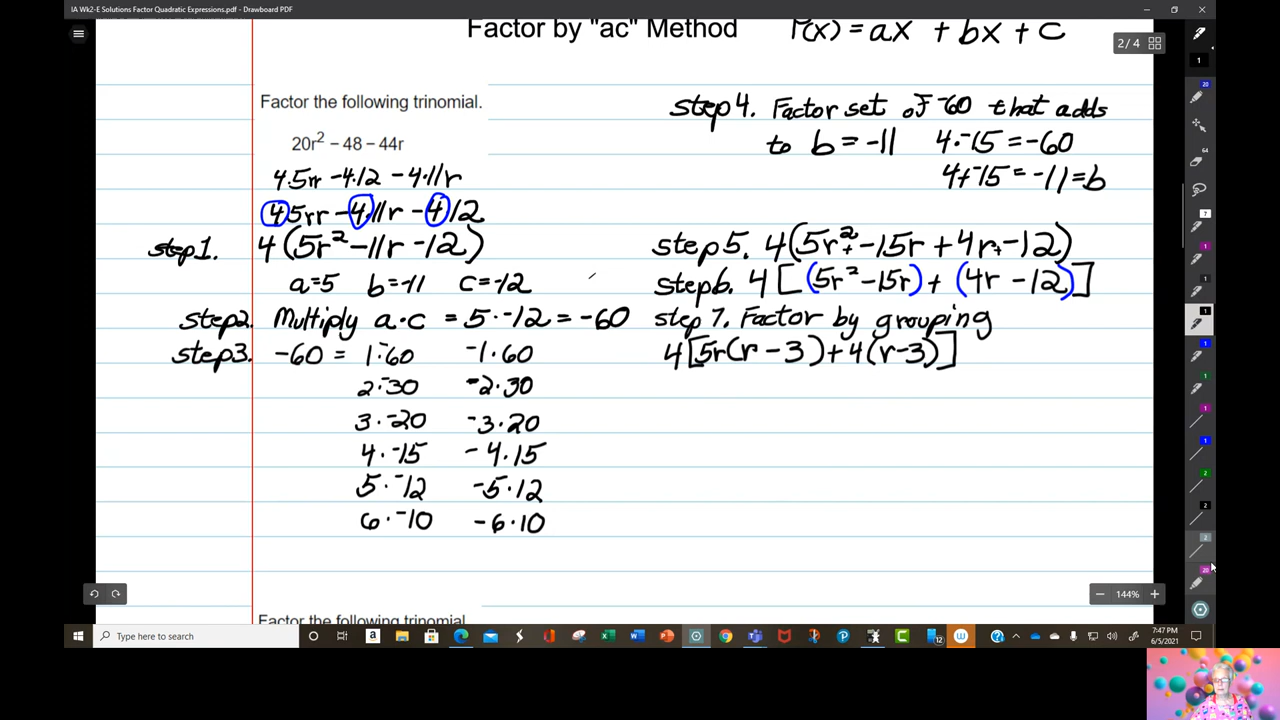 IA Wk2-E Solutions Factor Quadratic Expressions.pdf - Drawboard PDF
Factor by "ac" Method
P(x) = ax + bx + c
2/4
Factor the following trinomial.
20r² − 48 − 44r
4·5rr −4·12 −4·11r
4·5rr −4·11r −4·12
step1. 4(5r² −11r −12)
a=5 b=-11 c=-12
step2. Multiply a·c = 5·⁻12 = -60
step3. -60 = 1·⁻60 ⁻1·60
2·⁻30 ⁻2·30
3·⁻20 ⁻3·20
4·⁻15 ⁻4·15
5·⁻12 ⁻5·12
6·⁻10 ⁻6·10
step4. Factor set of ⁻60 that adds
to b = -11 4·⁻15 = -60
4+⁻15 = -11 = b
step5. 4(5r² + −15r + 4r + −12)
step6. 4[(5r² −15r) + (4r −12)]
step 7. Factor by grouping
4[5r(r − 3) + 4(r−3)]
144%
Factor the following trinomial.
Type here to search
7:47 PM
6/5/2021